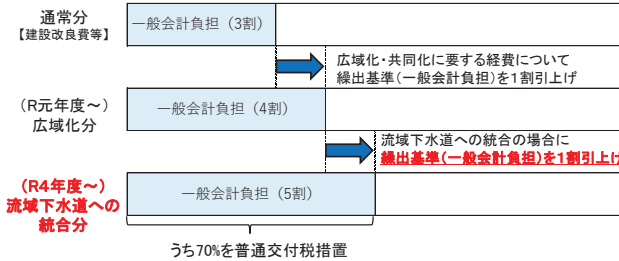 通常分
【建設改良費等】
一般会計負担（3割）
広域化・共同化に要する経費について
繰出基準（一般会計負担）を1割引上げ
（R元年度～）
広域化分
一般会計負担（4割）
流域下水道への統合の場合に
繰出基準（一般会計負担）を1割引上げ
（R4年度～）
流域下水道への
統合分
一般会計負担（5割）
うち70%を普通交付税措置